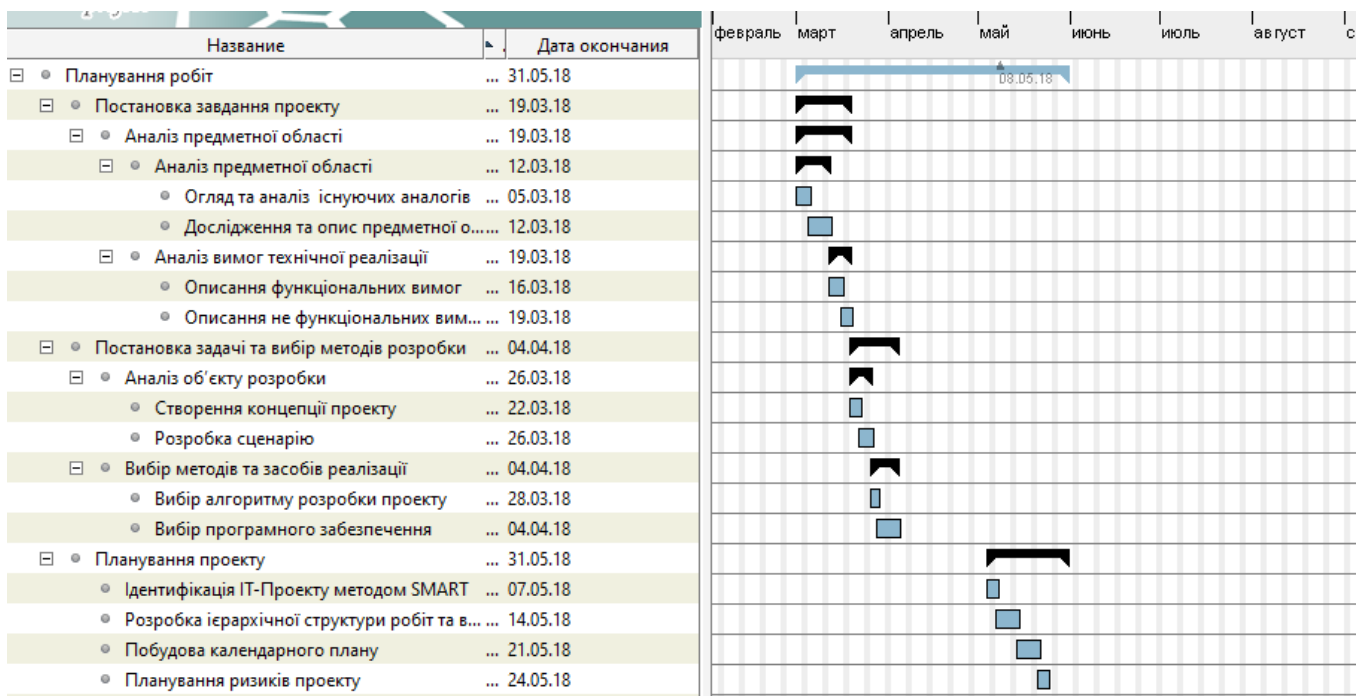 Название Дата окончания
февраль март апрель май июнь июль август с
Планування робіт ... 31.05.18
08.05.18
Постановка завдання проекту ... 19.03.18
Аналіз предметної області ... 19.03.18
Аналіз предметної області ... 12.03.18
Огляд та аналіз існуючих аналогів ... 05.03.18
Дослідження та опис предметної о... ... 12.03.18
Аналіз вимог технічної реалізації ... 19.03.18
Описання функціональних вимог ... 16.03.18
Описання не функціональних вим... ... 19.03.18
Постановка задачі та вибір методів розробки ... 04.04.18
Аналіз об'єкту розробки ... 26.03.18
Створення концепції проекту ... 22.03.18
Розробка сценарію ... 26.03.18
Вибір методів та засобів реалізації ... 04.04.18
Вибір алгоритму розробки проекту ... 28.03.18
Вибір програмного забезпечення ... 04.04.18
Планування проекту ... 31.05.18
Ідентифікація ІТ-Проекту методом SMART ... 07.05.18
Розробка ієрархічної структури робіт та в... ... 14.05.18
Побудова календарного плану ... 21.05.18
Планування ризиків проекту ... 24.05.18